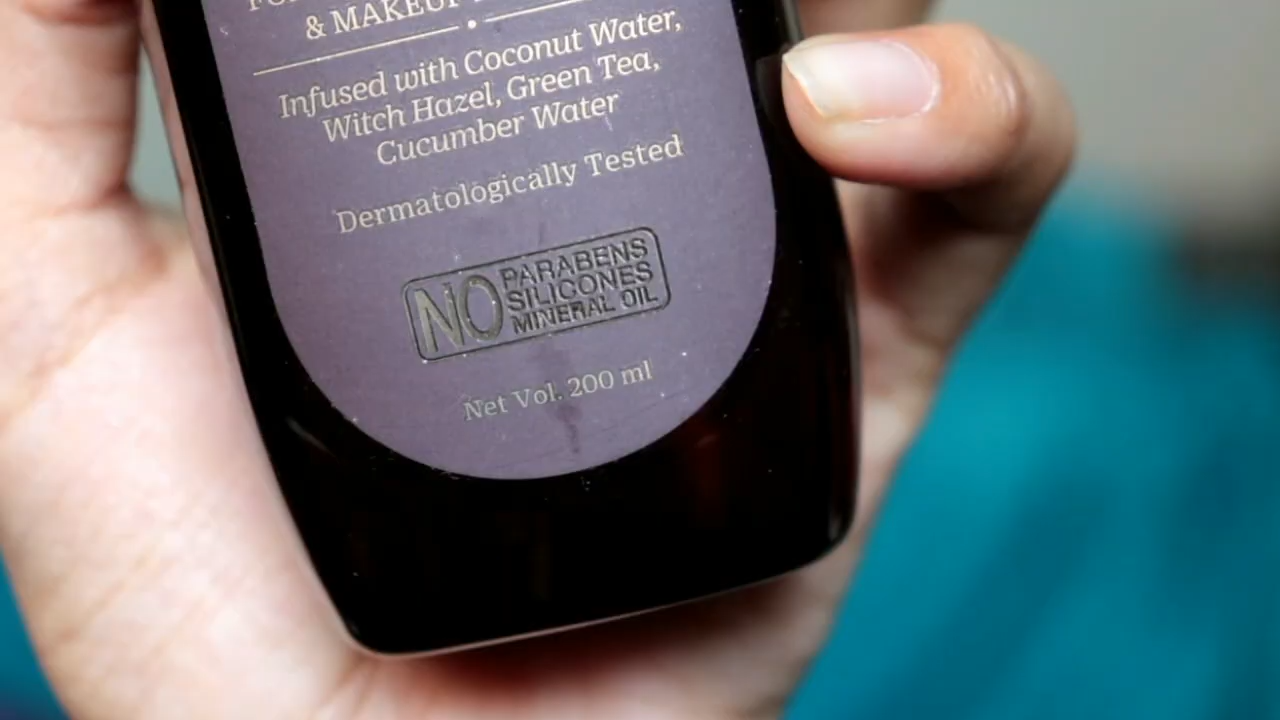 & MAKEUP
Infused with Coconut Water,
Witch Hazel, Green Tea,
Cucumber Water
Dermatologically Tested
NO PARABENS
SILICONES
MINERAL OIL
Net Vol. 200 ml